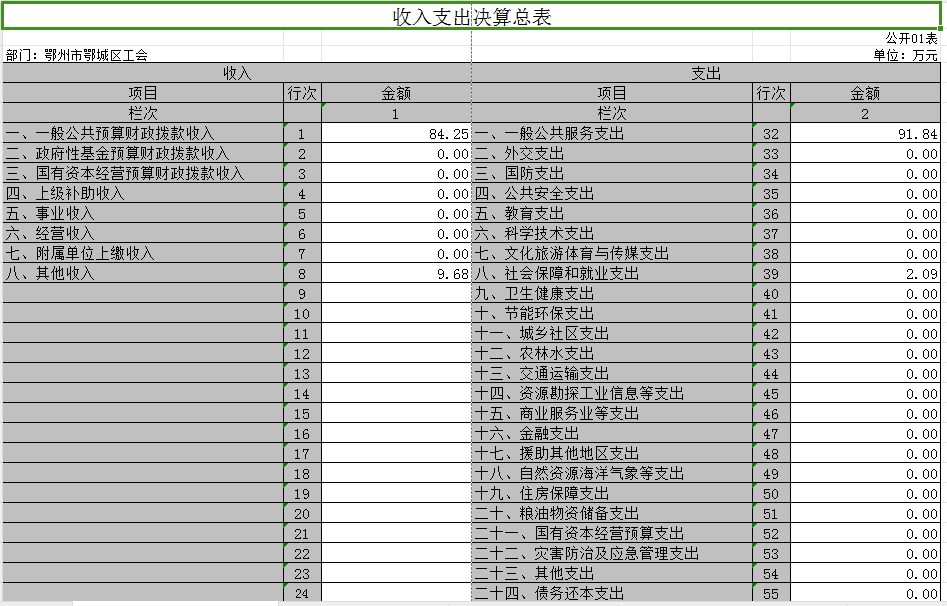 收入支出决算总表
公开01表
部门：鄂州市鄂城区工会 单位：万元
收入 支出
项目 行次 金额 项目 行次 金额
栏次 1 栏次 2
一、一般公共预算财政拨款收入 1 84.25 一、一般公共服务支出 32 91.84
二、政府性基金预算财政拨款收入 2 0.00 二、外交支出 33 0.00
三、国有资本经营预算财政拨款收入 3 0.00 三、国防支出 34 0.00
四、上级补助收入 4 0.00 四、公共安全支出 35 0.00
五、事业收入 5 0.00 五、教育支出 36 0.00
六、经营收入 6 0.00 六、科学技术支出 37 0.00
七、附属单位上缴收入 7 0.00 七、文化旅游体育与传媒支出 38 0.00
八、其他收入 8 9.68 八、社会保障和就业支出 39 2.09
9 九、卫生健康支出 40 0.00
10 十、节能环保支出 41 0.00
11 十一、城乡社区支出 42 0.00
12 十二、农林水支出 43 0.00
13 十三、交通运输支出 44 0.00
14 十四、资源勘探工业信息等支出 45 0.00
15 十五、商业服务业等支出 46 0.00
16 十六、金融支出 47 0.00
17 十七、援助其他地区支出 48 0.00
18 十八、自然资源海洋气象等支出 49 0.00
19 十九、住房保障支出 50 0.00
20 二十、粮油物资储备支出 51 0.00
21 二十一、国有资本经营预算支出 52 0.00
22 二十二、灾害防治及应急管理支出 53 0.00
23 二十三、其他支出 54 0.00
24 二十四、债务还本支出 55 0.00